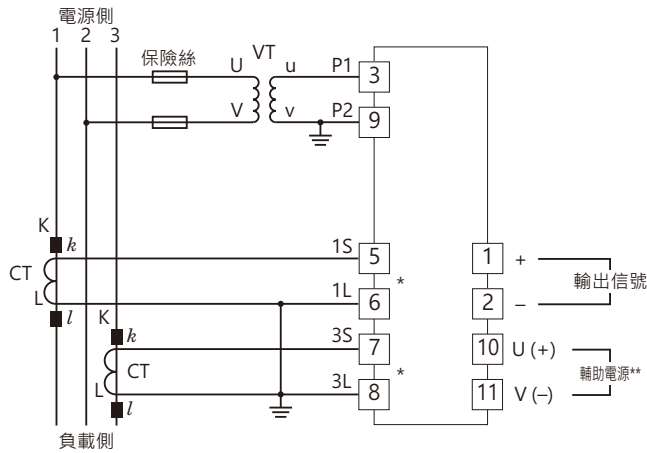 電源側
1 2 3
保險絲
VT
U u P1 3
V v P2 9
K
k
CT
L
l
1S 5
*
1L 6
K
k
CT
L
l
3S 7
*
3L 8
1 +
2 –
輸出信號
10 U (+)
11 V (–)
輔助電源**
負載側